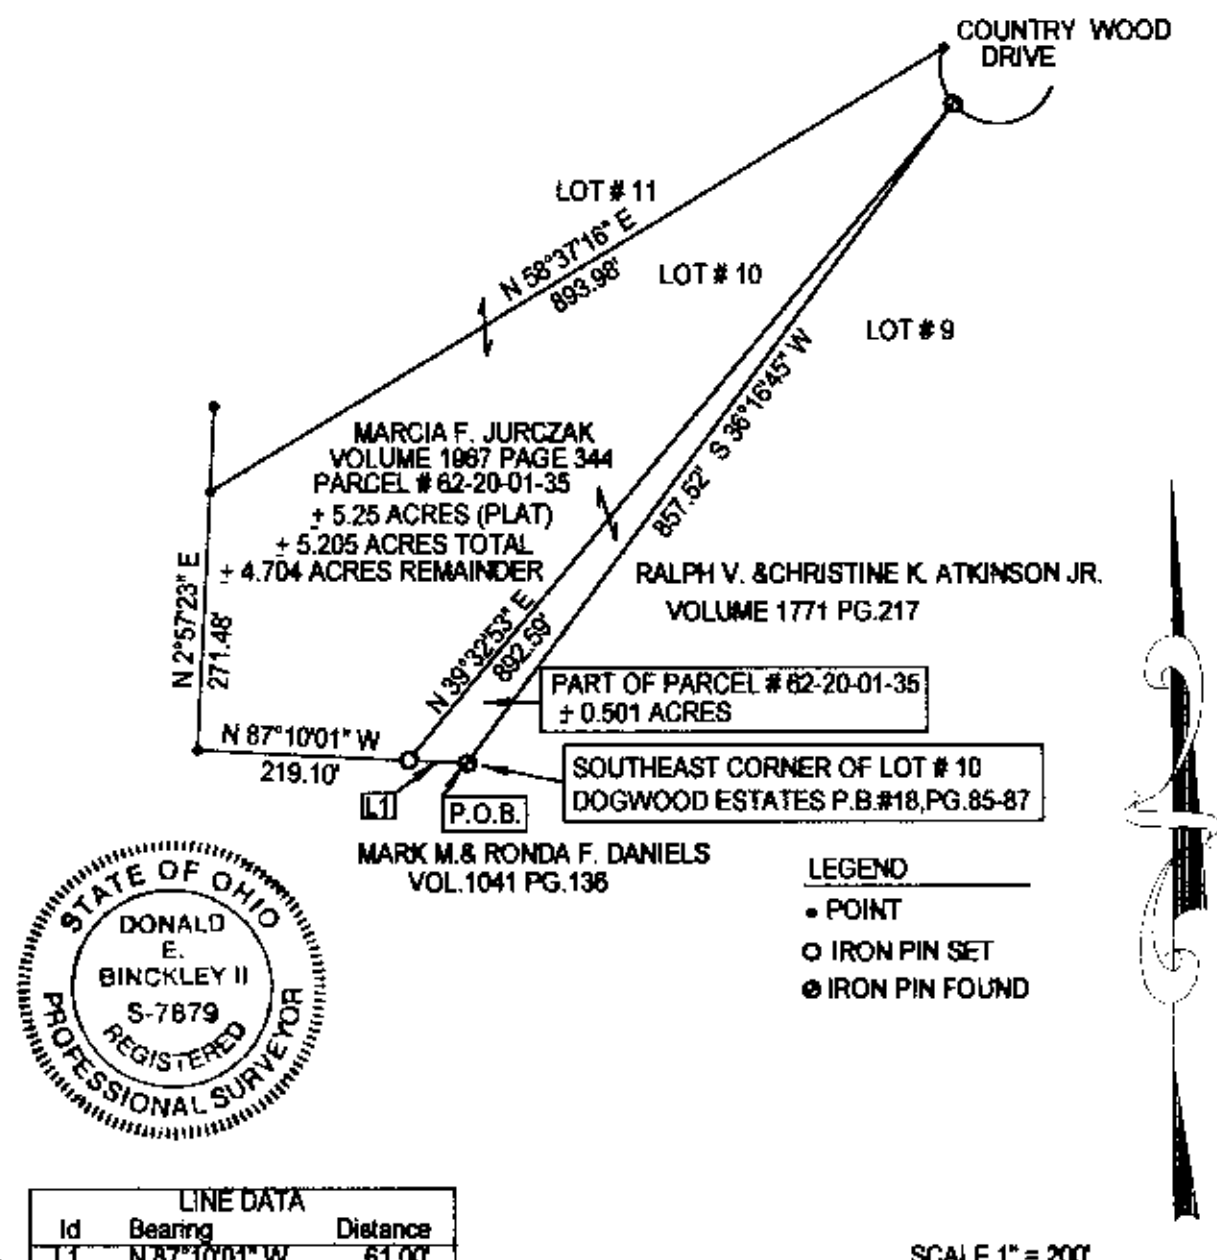 COUNTRY WOOD
DRIVE
LOT # 11
N 58°37'16" E
893.98'
LOT # 10
LOT # 9
S 36°16'45" W
857.52'
MARCIA F. JURCZAK
VOLUME 1967 PAGE 344
PARCEL # 62-20-01-35
± 5.25 ACRES (PLAT)
± 5.205 ACRES TOTAL
± 4.704 ACRES REMAINDER
N 2°57'23" E
271.48'
N 39°32'53" E
892.59'
RALPH V. &CHRISTINE K. ATKINSON JR.
VOLUME 1771 PG.217
PART OF PARCEL # 62-20-01-35
± 0.501 ACRES
N 87°10'01" W
219.10'
SOUTHEAST CORNER OF LOT # 10
DOGWOOD ESTATES P.B.#18,PG.85-87
L1
P.O.B.
MARK M.& RONDA F. DANIELS
VOL.1041 PG.136
LEGEND
POINT
IRON PIN SET
IRON PIN FOUND
STATE OF OHIO
DONALD
E.
BINCKLEY II
S-7879
REGISTERED
PROFESSIONAL SURVEYOR
LINE DATA
Id Bearing Distance
L1 N 87°10'01" W 61.00'
SCALE 1" = 200'